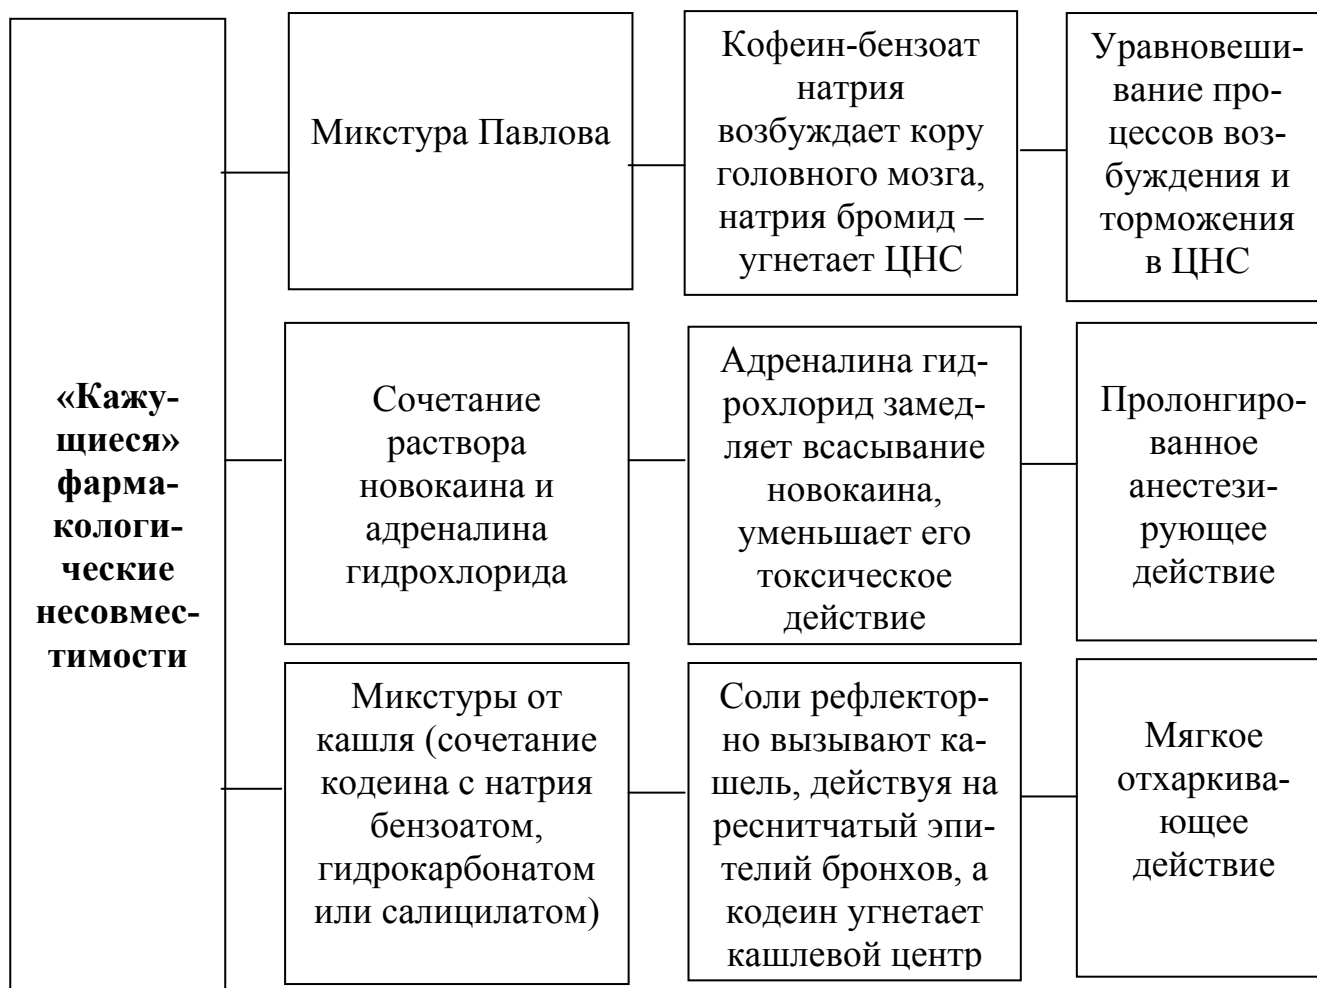 «Кажу-
щиеся»
фарма-
кологи-
ческие
несовмес-
тимости
Микстура Павлова
Кофеин-бензоат
натрия
возбуждает кору
головного мозга,
натрия бромид –
угнетает ЦНС
Уравновеши-
вание про-
цессов воз-
буждения и
торможения
в ЦНС
Сочетание
раствора
новокаина и
адреналина
гидрохлорида
Адреналина гид-
рохлорид замед-
ляет всасывание
новокаина,
уменьшает его
токсическое
действие
Пролонгиро-
ванное
анестези-
рующее
действие
Микстуры от
кашля (сочетание
кодеина с натрия
бензоатом,
гидрокарбонатом
или салицилатом)
Соли рефлектор-
но вызывают ка-
шель, действуя на
реснитчатый эпи-
телий бронхов, а
кодеин угнетает
кашлевой центр
Мягкое
отхаркива-
ющее
действие